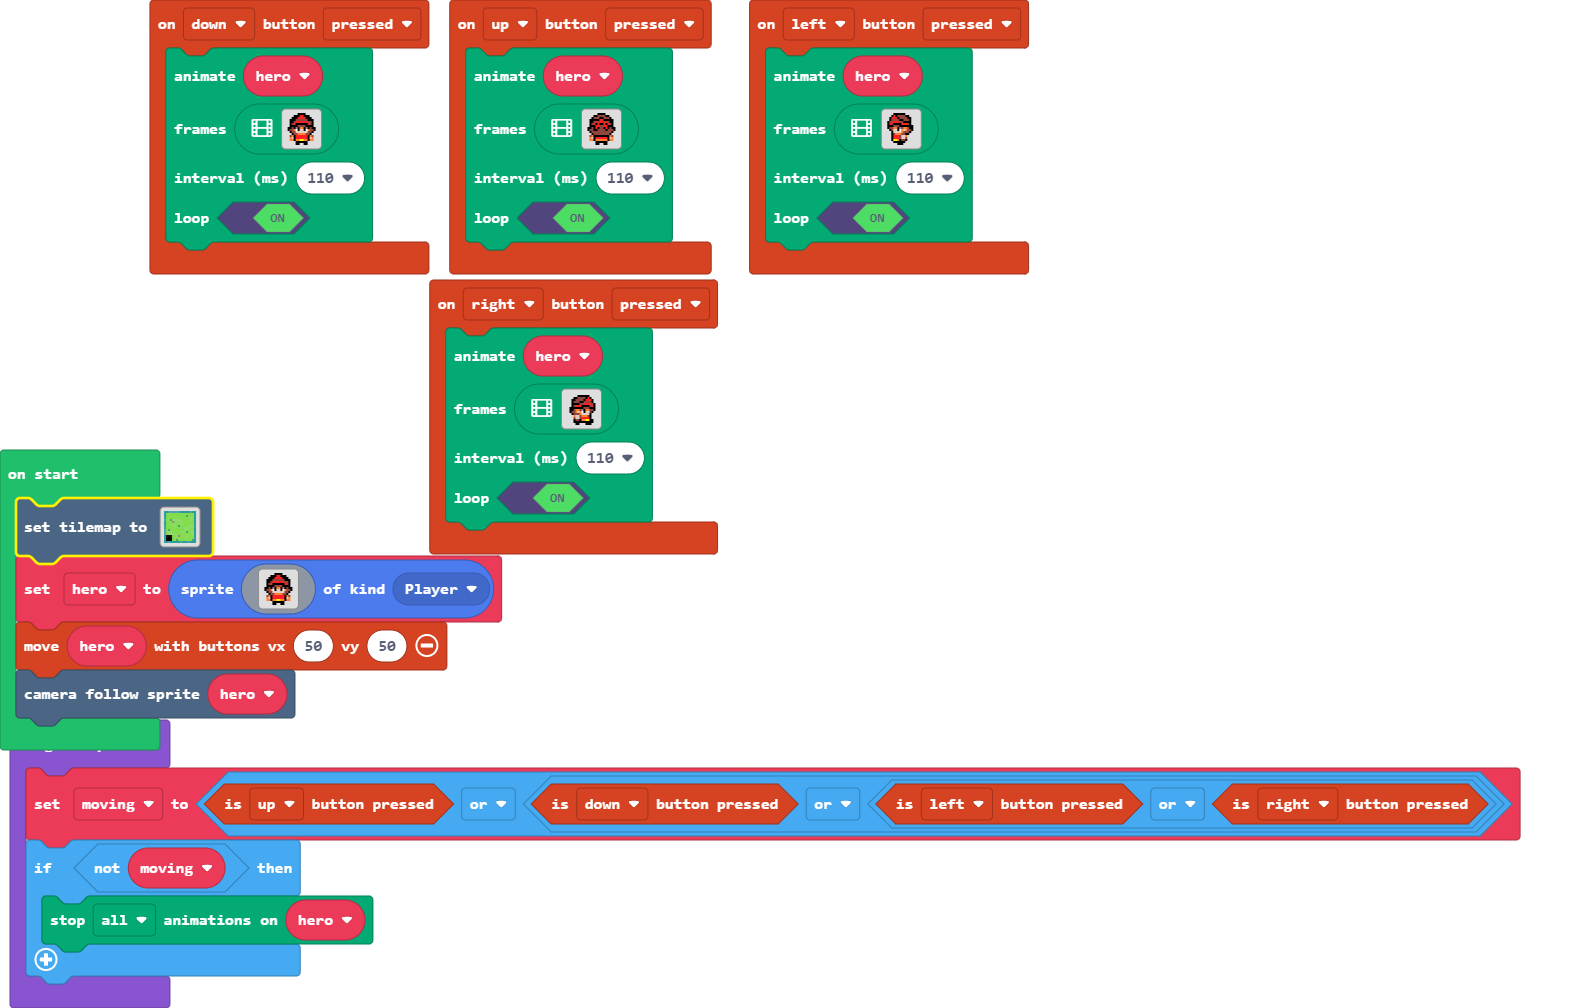 on down button pressed
animate hero
frames
interval (ms) 110
loop ON
on up button pressed
animate hero
frames
interval (ms) 110
loop ON
on left button pressed
animate hero
frames
interval (ms) 110
loop ON
on right button pressed
animate hero
frames
interval (ms) 110
loop ON
on start
set tilemap to
set hero to sprite of kind Player
move hero with buttons vx 50 vy 50
camera follow sprite hero
set moving to is up button pressed or is down button pressed or is left button pressed or is right button pressed
if not moving then
stop all animations on hero